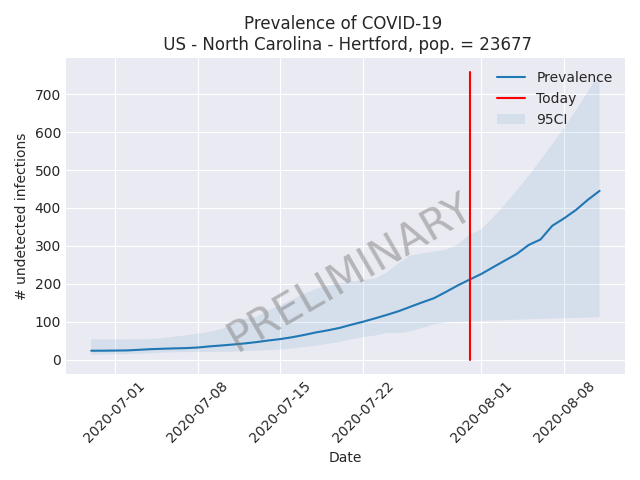 Prevalence of COVID-19
US - North Carolina - Hertford, pop. = 23677
Prevalence
Today
95CI
PRELIMINARY
# undetected infections
700
600
500
400
300
200
100
0
2020-07-01
2020-07-08
2020-07-15
2020-07-22
2020-08-01
2020-08-08
Date